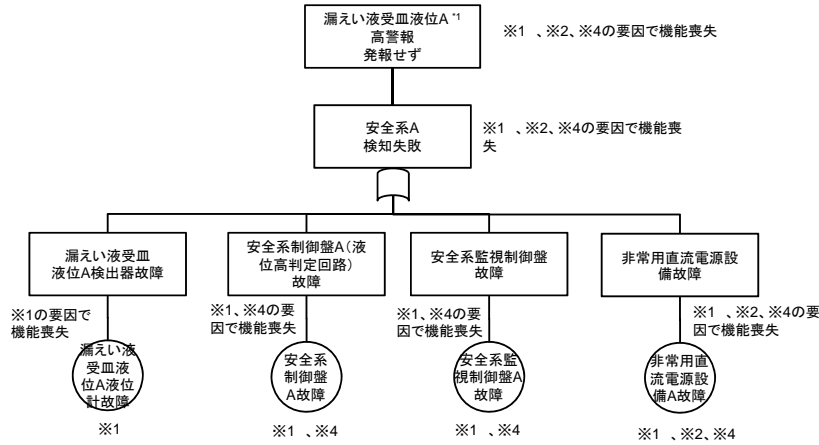 漏えい液受皿液位A *1
高警報
発報せず
※1 、※2、※4の要因で機能喪失
安全系A
検知失敗
※1 、※2、※4の要因で機能喪
失
漏えい液受皿
液位A検出器故障
安全系制御盤A(液
位高判定回路)
故障
安全系監視制御盤
故障
非常用直流電源設
備故障
※1の要因で
機能喪失
※1、※4の要
因で機能喪失
※1、※4の要
因で機能喪失
※1 、※2、※4の要
因で機能喪失
漏えい液
受皿液
位A液位
計故障
安全系
制御盤
A故障
安全系監
視制御盤A
故障
非常用直
流電源設
備A故障
※1
※1 、※4
※1 、※4
※1 、※2、※4